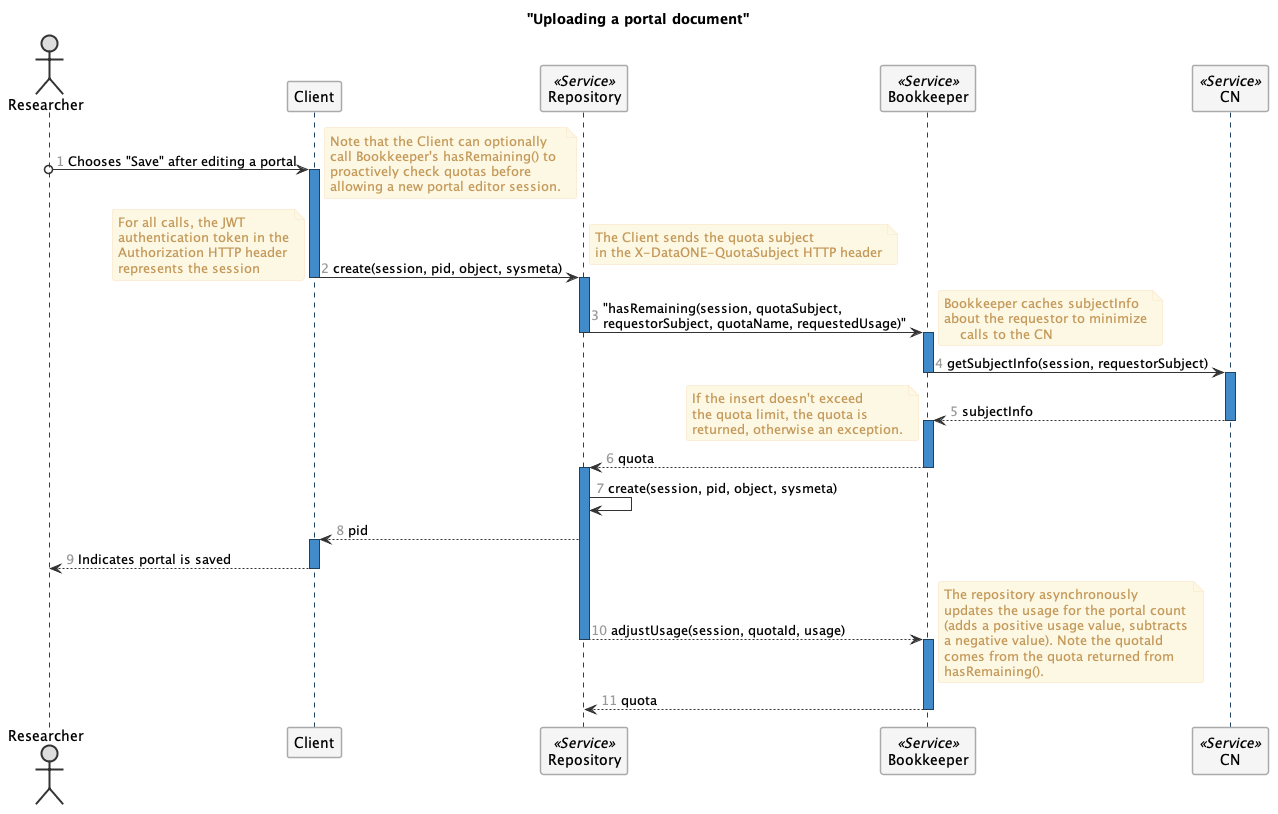 "Uploading a portal document"
Researcher
Client
«Service»
Repository
«Service»
Bookkeeper
«Service»
CN
Note that the Client can optionally
call Bookkeeper's hasRemaining() to
proactively check quotas before
allowing a new portal editor session.
1 Chooses "Save" after editing a portal
For all calls, the JWT
authentication token in the
Authorization HTTP header
represents the session
The Client sends the quota subject
in the X-DataONE-QuotaSubject HTTP header
2 create(session, pid, object, sysmeta)
3 "hasRemaining(session, quotaSubject,
requestorSubject, quotaName, requestedUsage)"
Bookkeeper caches subjectInfo
about the requestor to minimize
calls to the CN
4 getSubjectInfo(session, requestorSubject)
If the insert doesn't exceed
the quota limit, the quota is
returned, otherwise an exception.
5 subjectInfo
6 quota
7 create(session, pid, object, sysmeta)
8 pid
9 Indicates portal is saved
The repository asynchronously
updates the usage for the portal count
(adds a positive usage value, subtracts
a negative value). Note the quotaId
comes from the quota returned from
hasRemaining().
10 adjustUsage(session, quotaId, usage)
11 quota
Researcher
Client
«Service»
Repository
«Service»
Bookkeeper
«Service»
CN